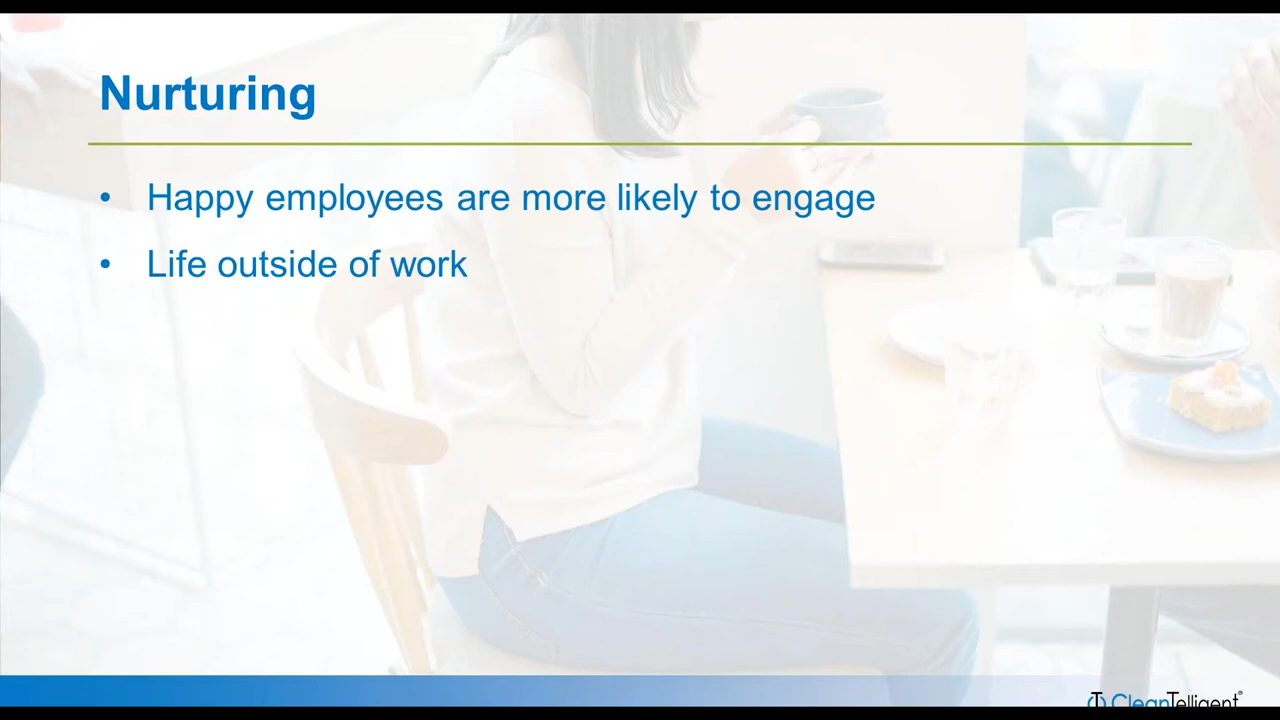 Nurturing
• Happy employees are more likely to engage
• Life outside of work
CleanTelligent®